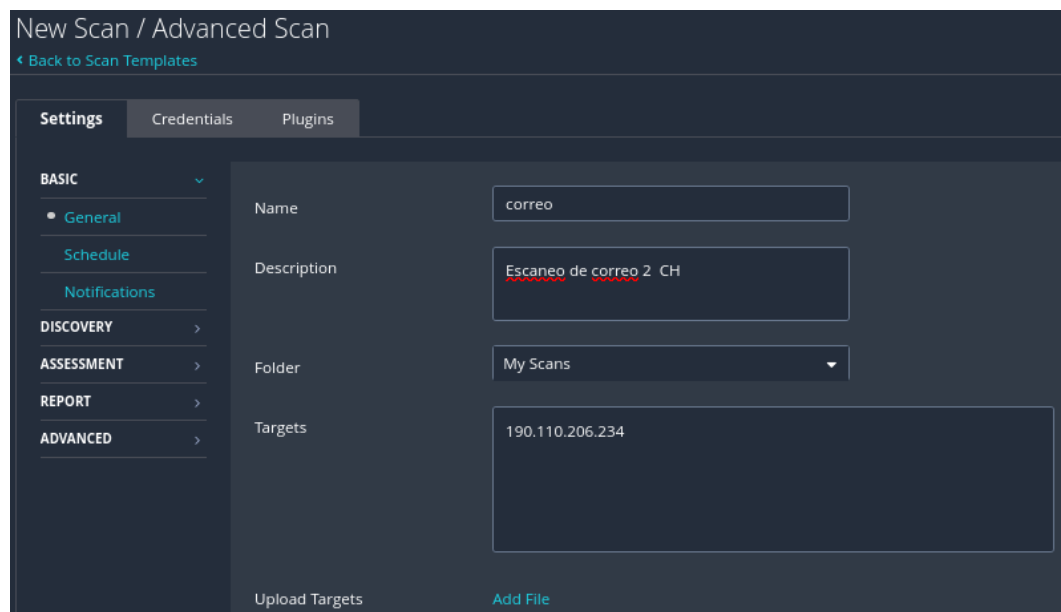 New Scan / Advanced Scan
Back to Scan Templates
Settings Credentials Plugins
BASIC
General
Schedule
Notifications
DISCOVERY
ASSESSMENT
REPORT
ADVANCED
Name correo
Description Escaneo de correo 2 CH
Folder My Scans
Targets 190.110.206.234
Upload Targets Add File